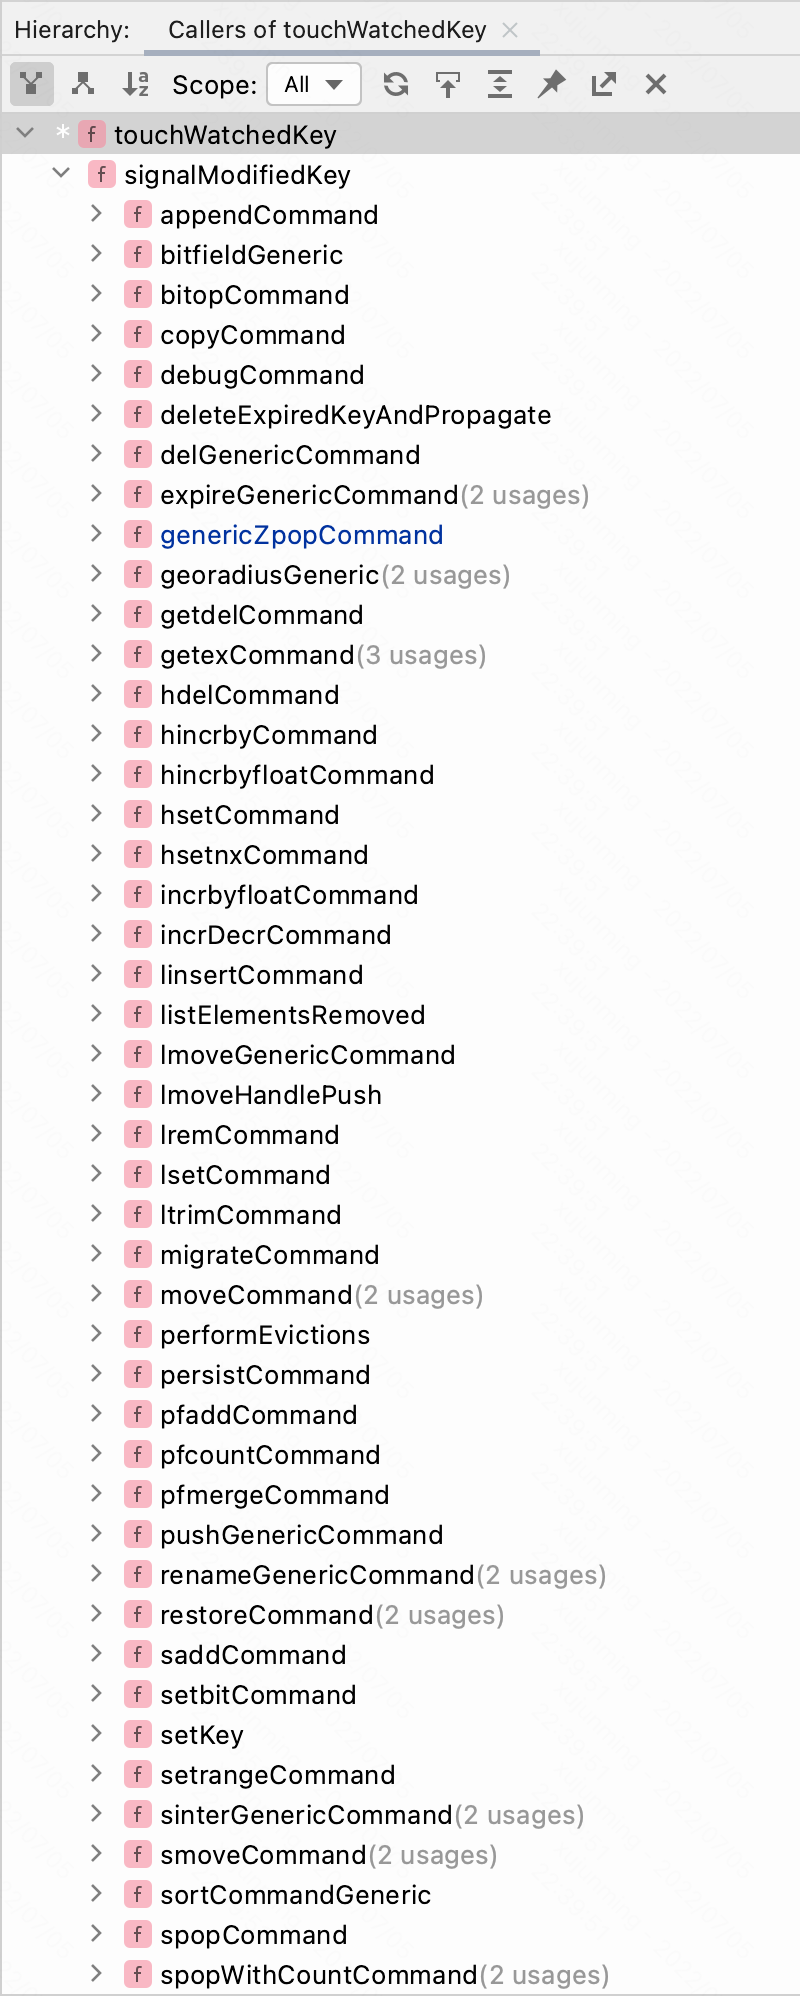 Hierarchy: Callers of touchWatchedKey
Scope: All
* f touchWatchedKey
f signalModifiedKey
f appendCommand
f bitfieldGeneric
f bitopCommand
f copyCommand
f debugCommand
f deleteExpiredKeyAndPropagate
f delGenericCommand
f expireGenericCommand(2 usages)
f genericZpopCommand
f georadiusGeneric(2 usages)
f getdelCommand
f getexCommand(3 usages)
f hdelCommand
f hincrbyCommand
f hincrbyfloatCommand
f hsetCommand
f hsetnxCommand
f incrbyfloatCommand
f incrDecrCommand
f linsertCommand
f listElementsRemoved
f lmoveGenericCommand
f lmoveHandlePush
f lremCommand
f lsetCommand
f ltrimCommand
f migrateCommand
f moveCommand(2 usages)
f performEvictions
f persistCommand
f pfaddCommand
f pfcountCommand
f pfmergeCommand
f pushGenericCommand
f renameGenericCommand(2 usages)
f restoreCommand(2 usages)
f saddCommand
f setbitCommand
f setKey
f setrangeCommand
f sinterGenericCommand(2 usages)
f smoveCommand(2 usages)
f sortCommandGeneric
f spopCommand
f spopWithCountCommand(2 usages)